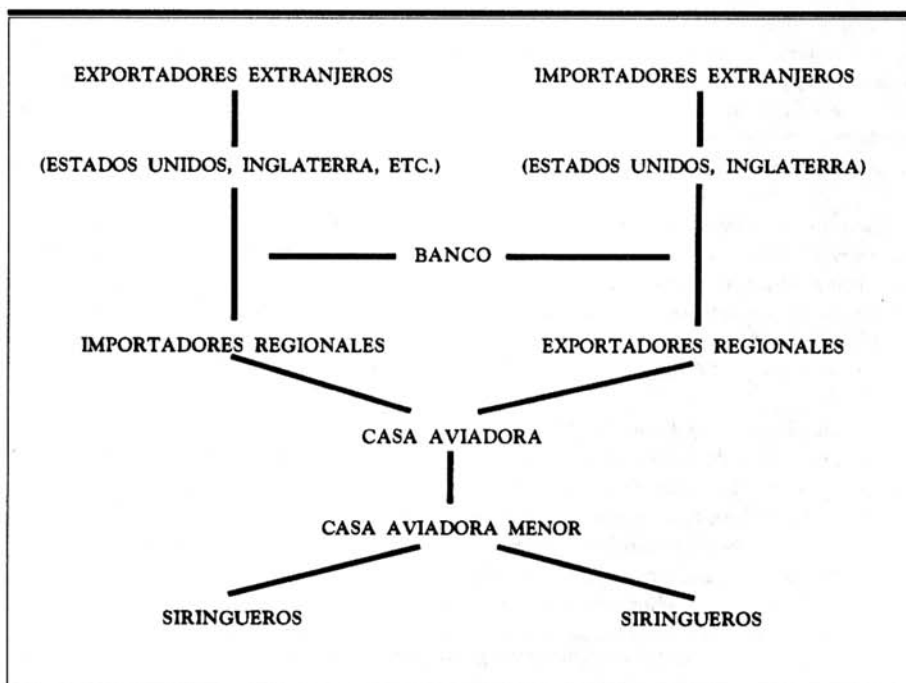 EXPORTADORES EXTRANJEROS
IMPORTADORES EXTRANJEROS
(ESTADOS UNIDOS, INGLATERRA, ETC.)
(ESTADOS UNIDOS, INGLATERRA)
BANCO
IMPORTADORES REGIONALES
EXPORTADORES REGIONALES
CASA AVIADORA
CASA AVIADORA MENOR
SIRINGUEROS
SIRINGUEROS